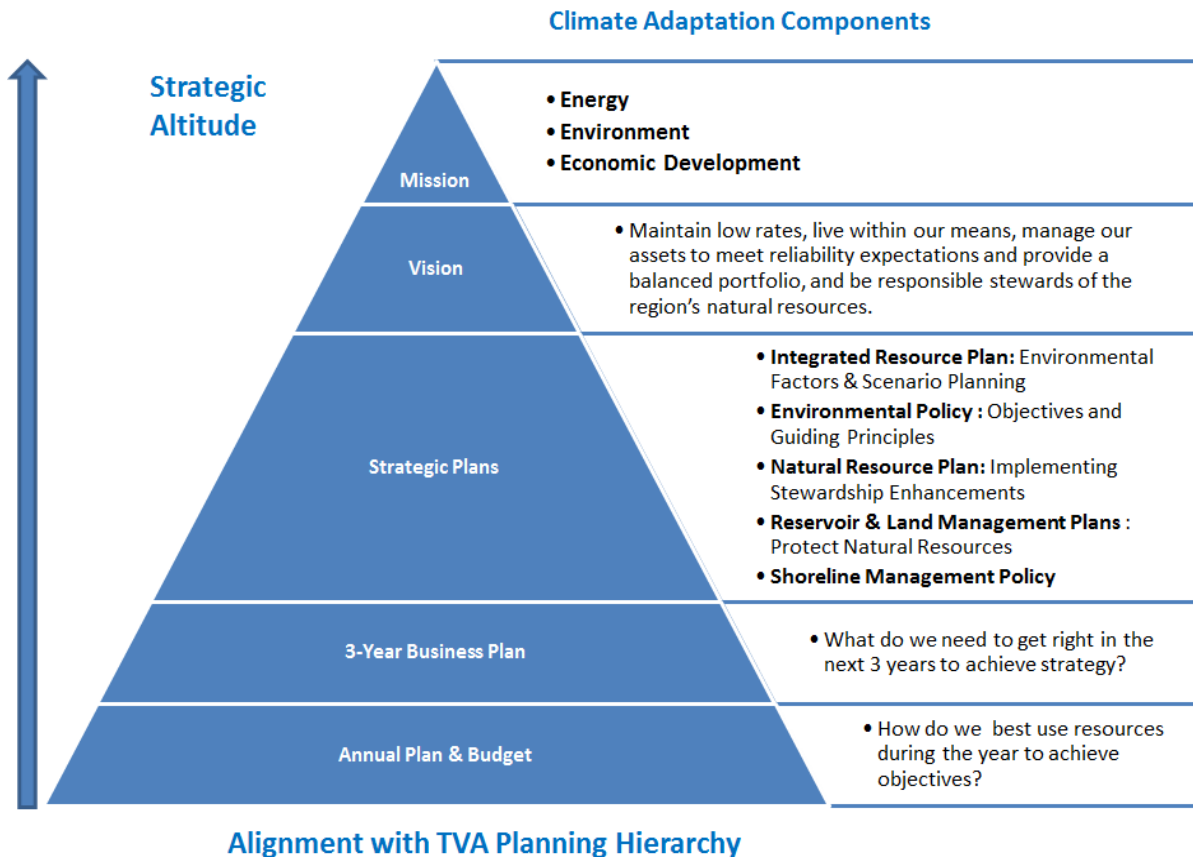 Climate Adaptation Components
Strategic
Altitude
• Energy
• Environment
• Economic Development
Mission
• Maintain low rates, live within our means, manage our
assets to meet reliability expectations and provide a
balanced portfolio, and be responsible stewards of the
region's natural resources.
Vision
• Integrated Resource Plan: Environmental
Factors & Scenario Planning
• Environmental Policy : Objectives and
Guiding Principles
• Natural Resource Plan: Implementing
Stewardship Enhancements
• Reservoir & Land Management Plans :
Protect Natural Resources
• Shoreline Management Policy
Strategic Plans
• What do we need to get right in the
next 3 years to achieve strategy?
3-Year Business Plan
• How do we  best use resources
during the year to achieve
objectives?
Annual Plan & Budget
Alignment with TVA Planning Hierarchy